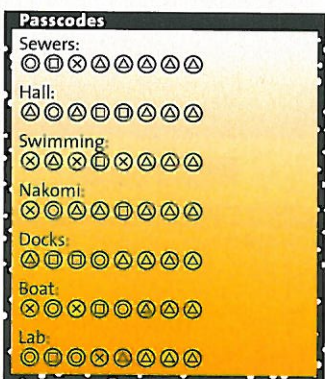 Passcodes
Sewers:
Hall:
Swimming:
Nakomi:
Docks:
Boat:
Lab: